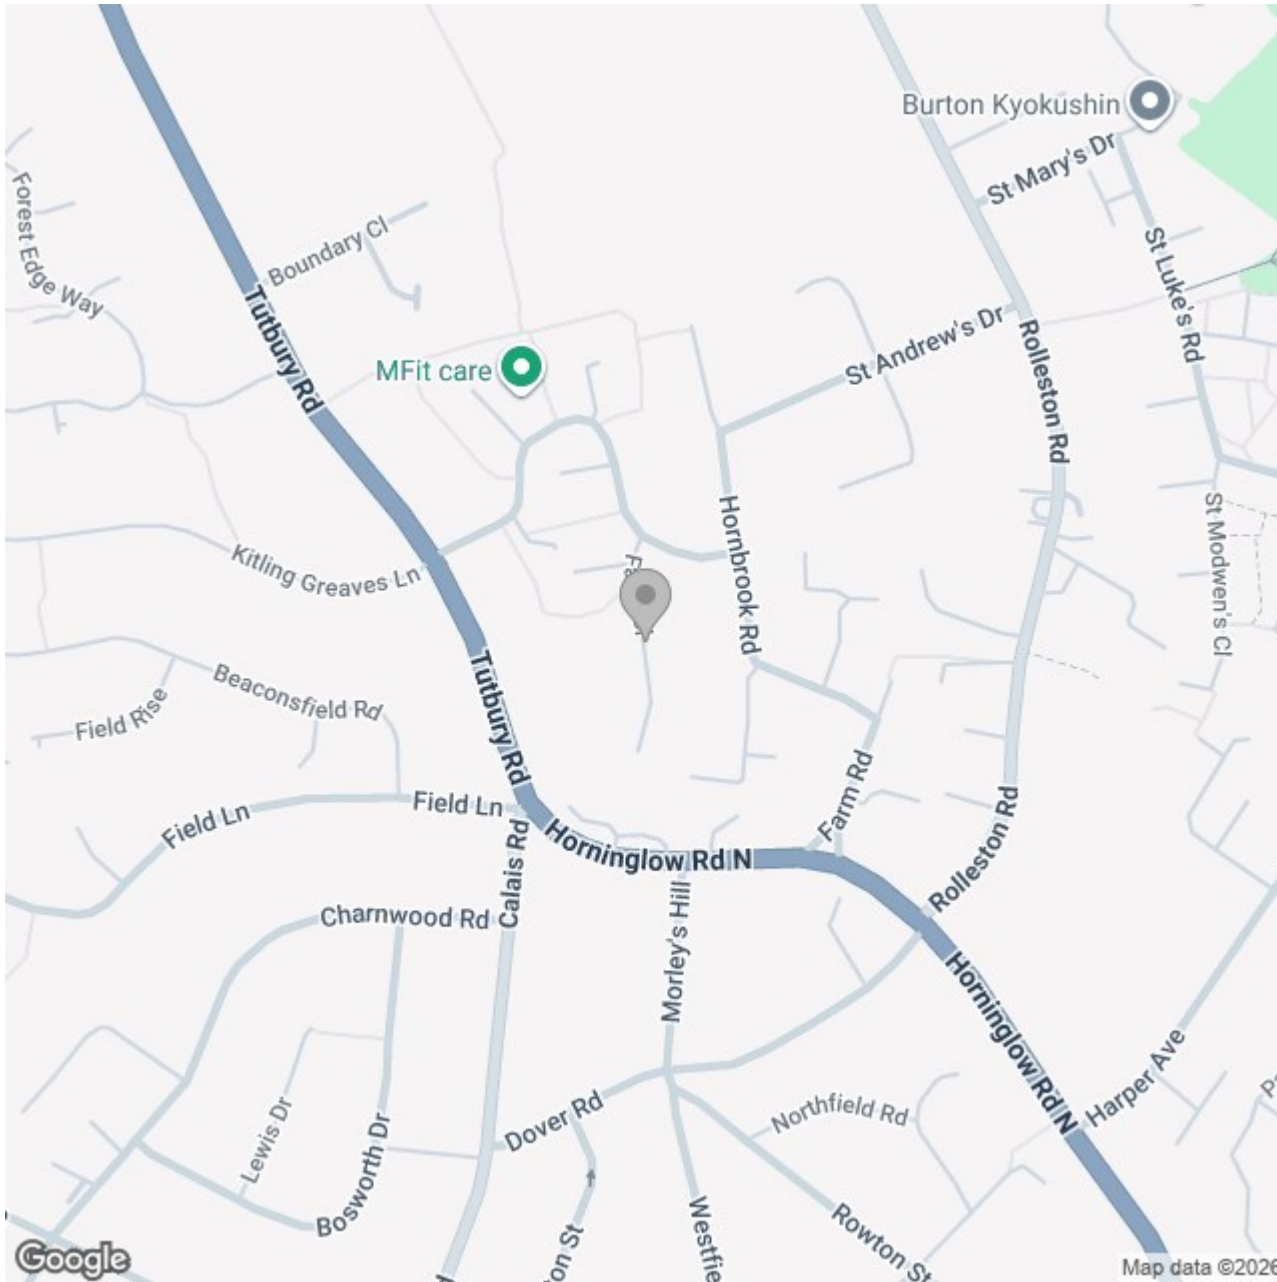 Burton Kyokushin
St Mary's Dr
Forest Edge Way
Boundary Cl
St Luke's Rd
Tutbury Rd
St Andrew's Dr
Rolleston Rd
MFit care
Hornbrook Rd
St Modwen's Cl
Kitling Greaves Ln
Beaconsfield Rd
Field Rise
Tutbury Rd
Field Ln
Field Ln
Farm Rd
Rolleston Rd
Horninglow Rd N
Calais Rd
Charnwood Rd
Morley's Hill
Horninglow Rd N
Harper Ave
Dover Rd
Northfield Rd
Lewis Dr
Bosworth Dr
Rowton St
Google
Map data ©2026